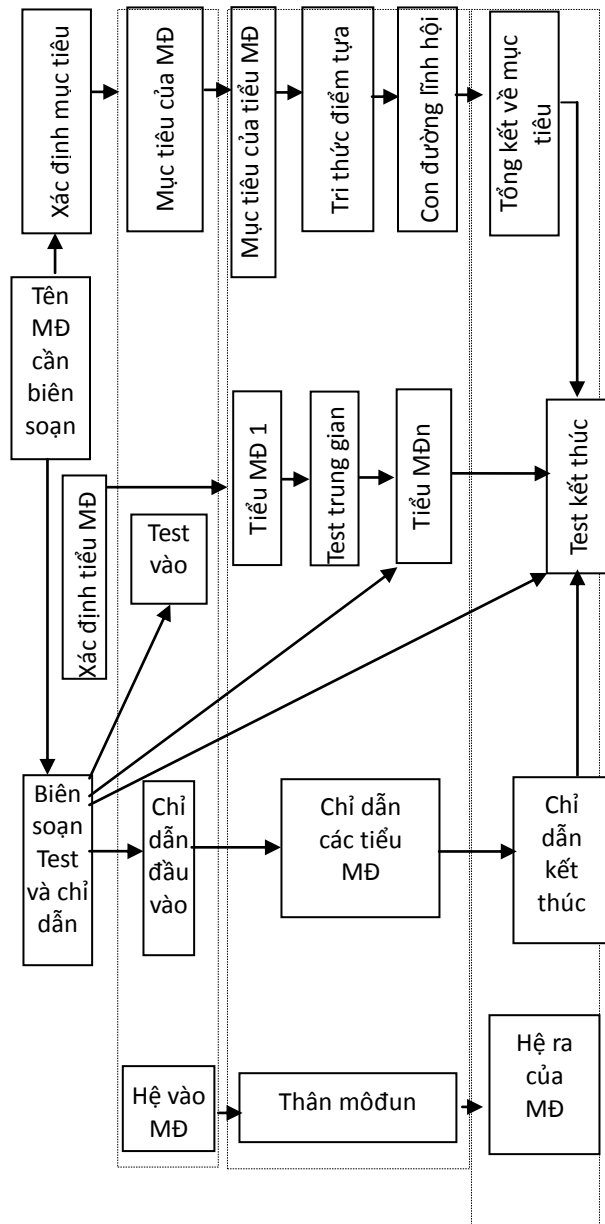 Xác định mục tiêu
Mục tiêu của MĐ
Mục tiêu của tiểu MĐ
Tri thức điểm tựa
Con đường lĩnh hội
Tổng kết về mục
tiêu
Tên
MĐ
cần
biên
soạn
Xác định tiểu MĐ
Test
vào
Tiểu MĐ 1
Test trung gian
Tiểu MĐn
Test kết thúc
Biên
soạn
Test
và chỉ
dẫn
Chỉ
dẫn
đầu
vào
Chỉ dẫn
các tiểu
MĐ
Chỉ
dẫn
kết
thúc
Hệ vào
MĐ
Thân môđun
Hệ ra
của
MĐ